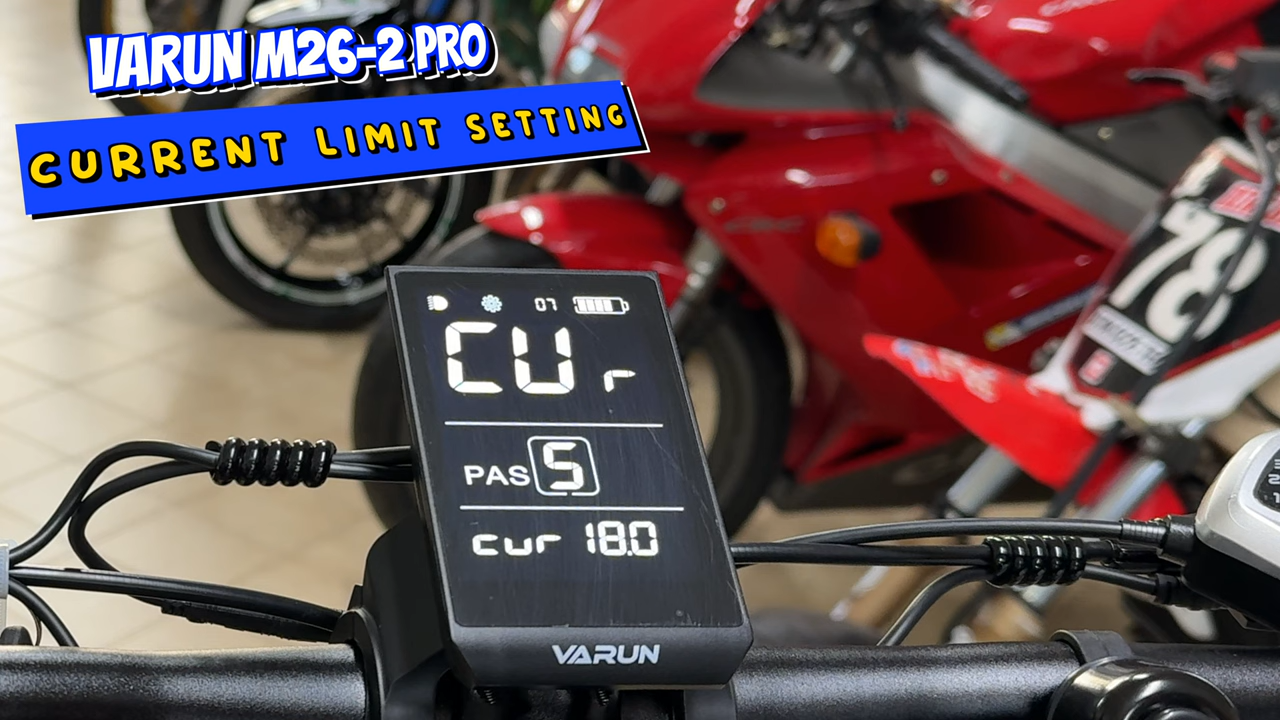 VARUN M26-2 PRO
CURRENT LIMIT SETTING
07
CUr
PAS 5
cur 18.0
VARUN
78